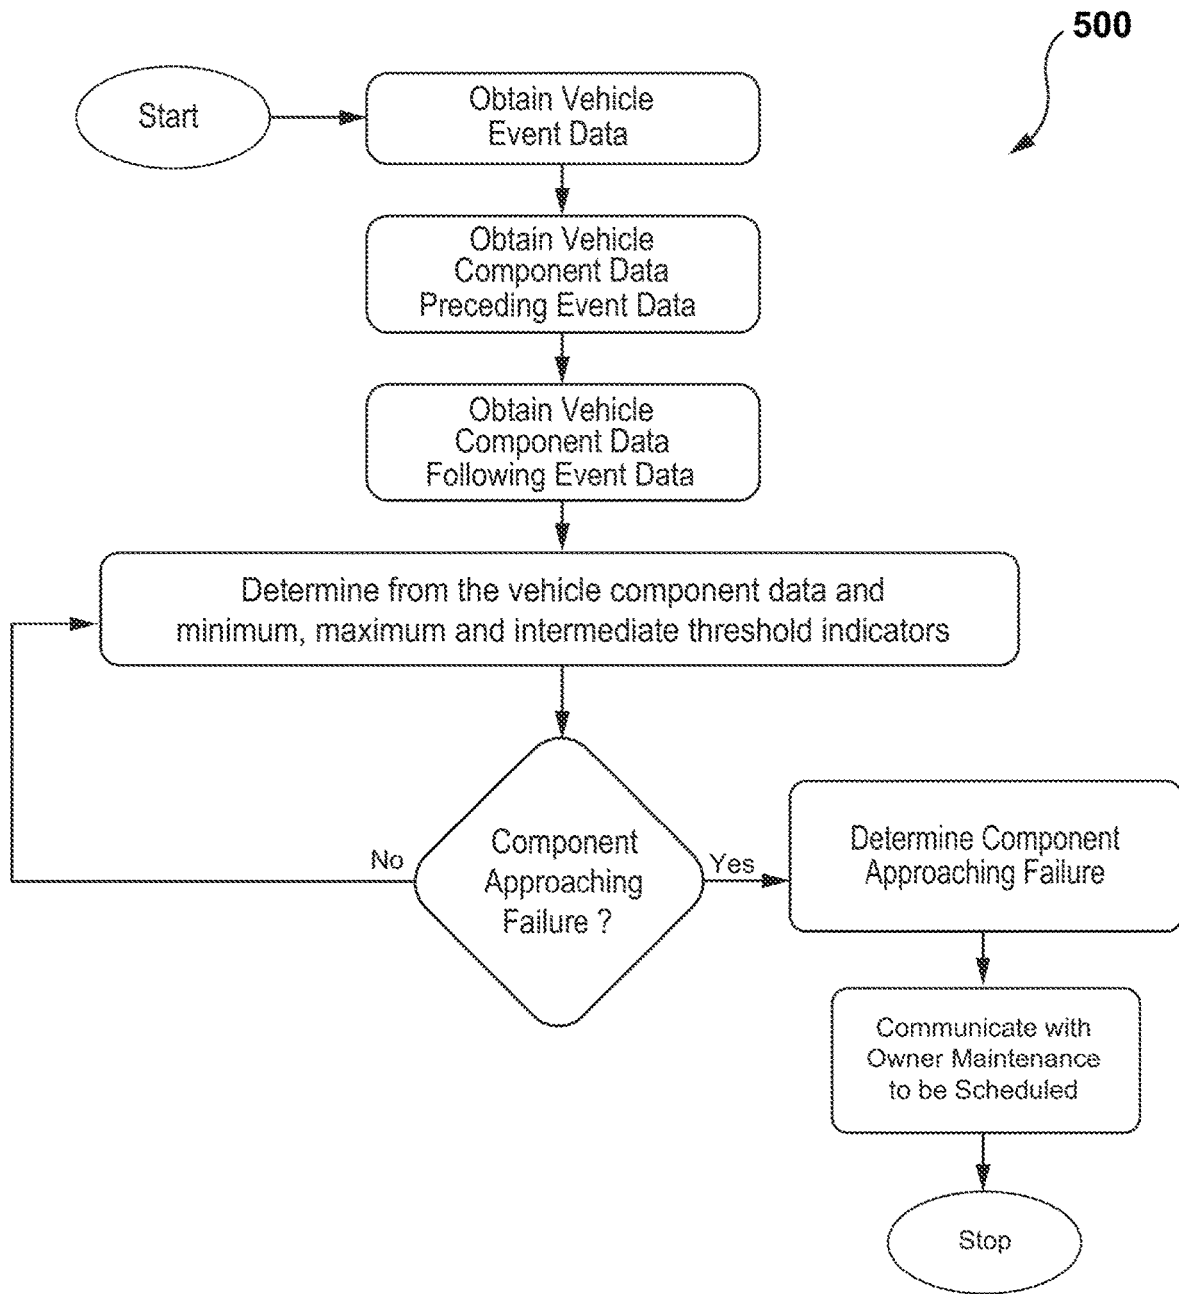 500
Start
Obtain Vehicle
Event Data
Obtain Vehicle
Component Data
Preceding Event Data
Obtain Vehicle
Component Data
Following Event Data
Determine from the vehicle component data and
minimum, maximum and intermediate threshold indicators
Component
Approaching
Failure ?
No
Yes
Determine Component
Approaching Failure
Communicate with
Owner Maintenance
to be Scheduled
Stop